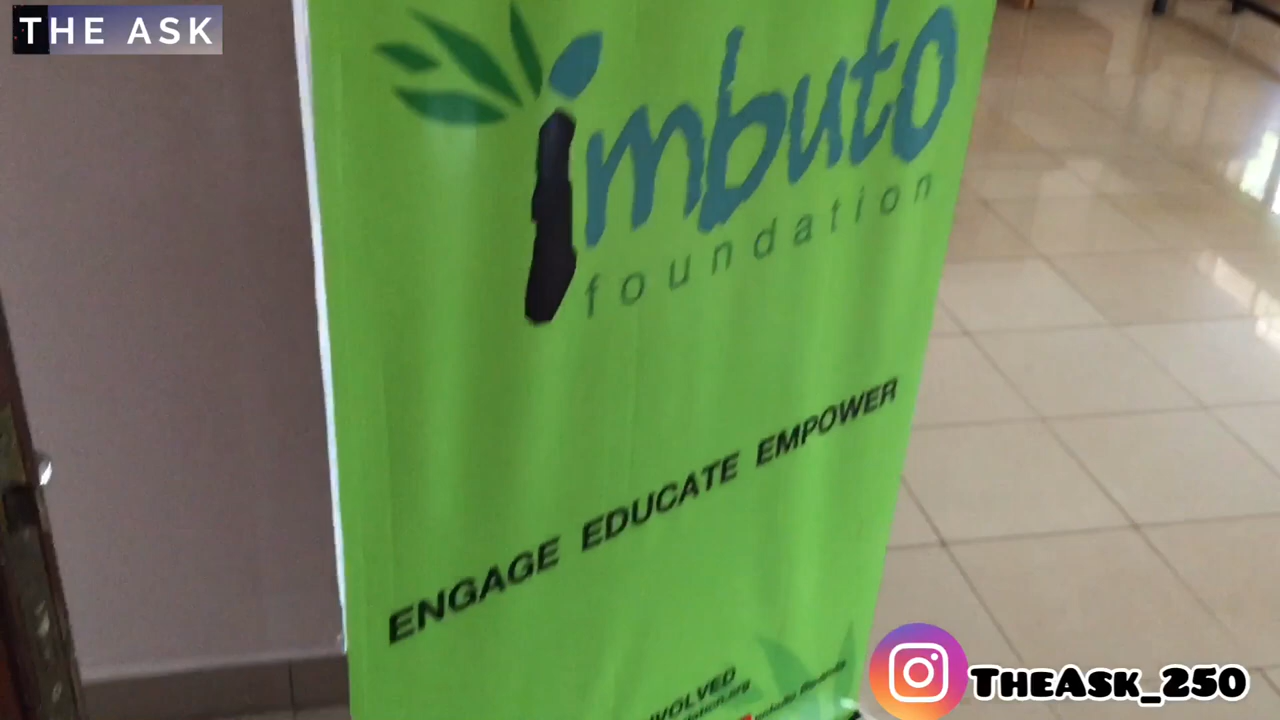 THE ASK
imbuto
foundation
ENGAGE EDUCATE EMPOWER
TheAsk_250